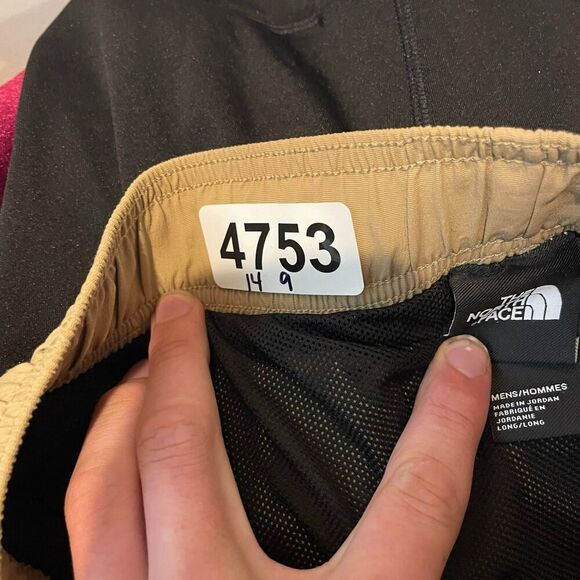 4753
14 9
THE
NORTH
FACE
MENS/HOMMES
MADE IN JORDAN
FABRIQUÉ EN
JORDANIE
LONG/LONG